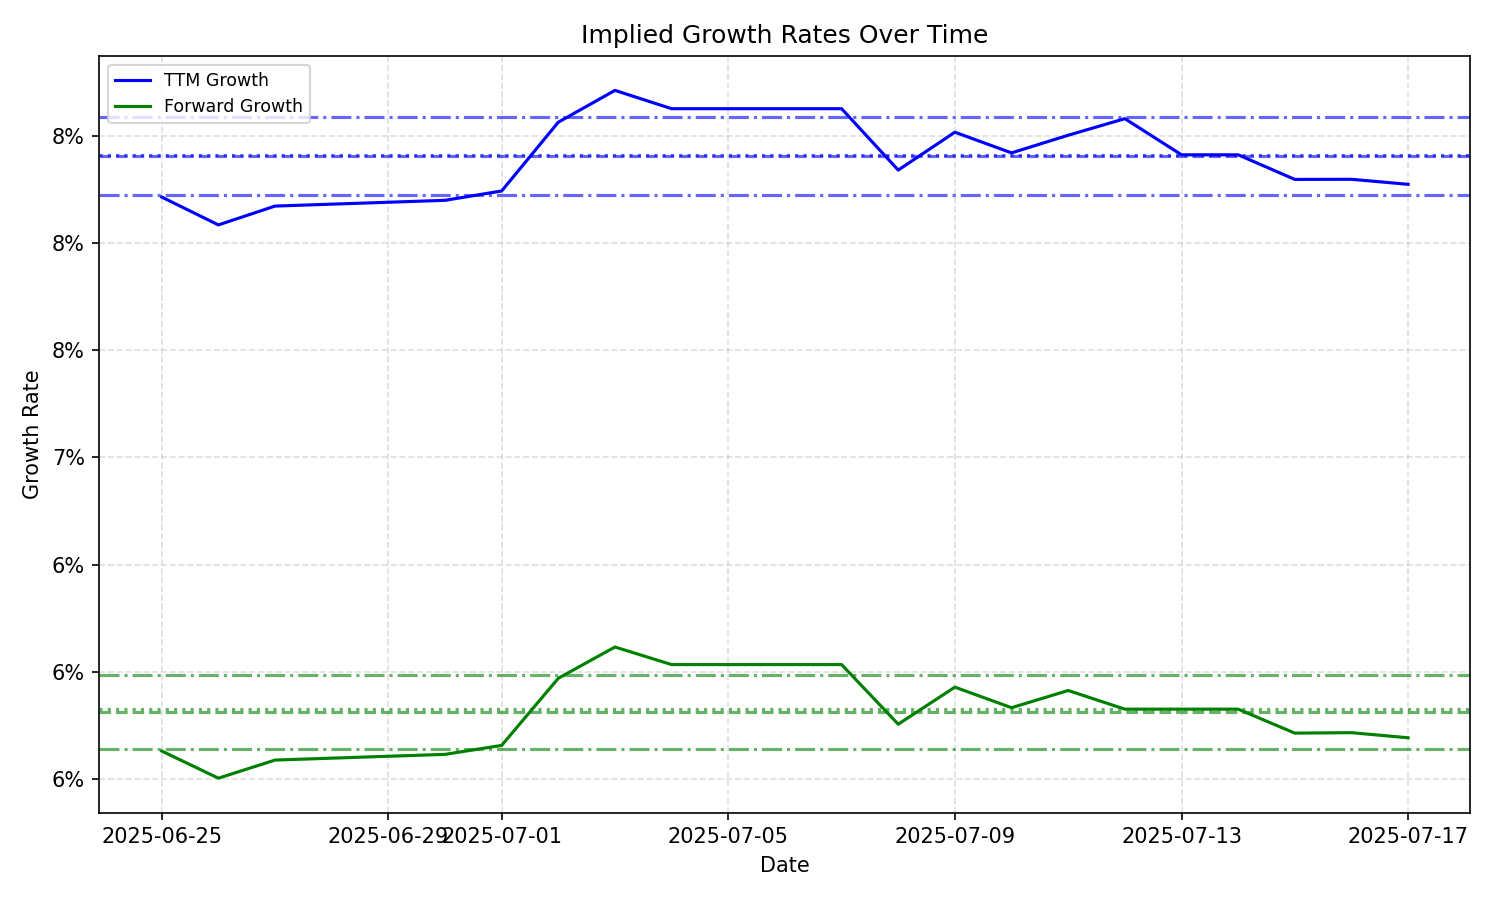 Implied Growth Rates Over Time
TTM Growth
Forward Growth
8%
8%
8%
7%
6%
6%
6%
Growth Rate
2025-06-25
2025-06-29
2025-07-01
2025-07-05
2025-07-09
2025-07-13
2025-07-17
Date